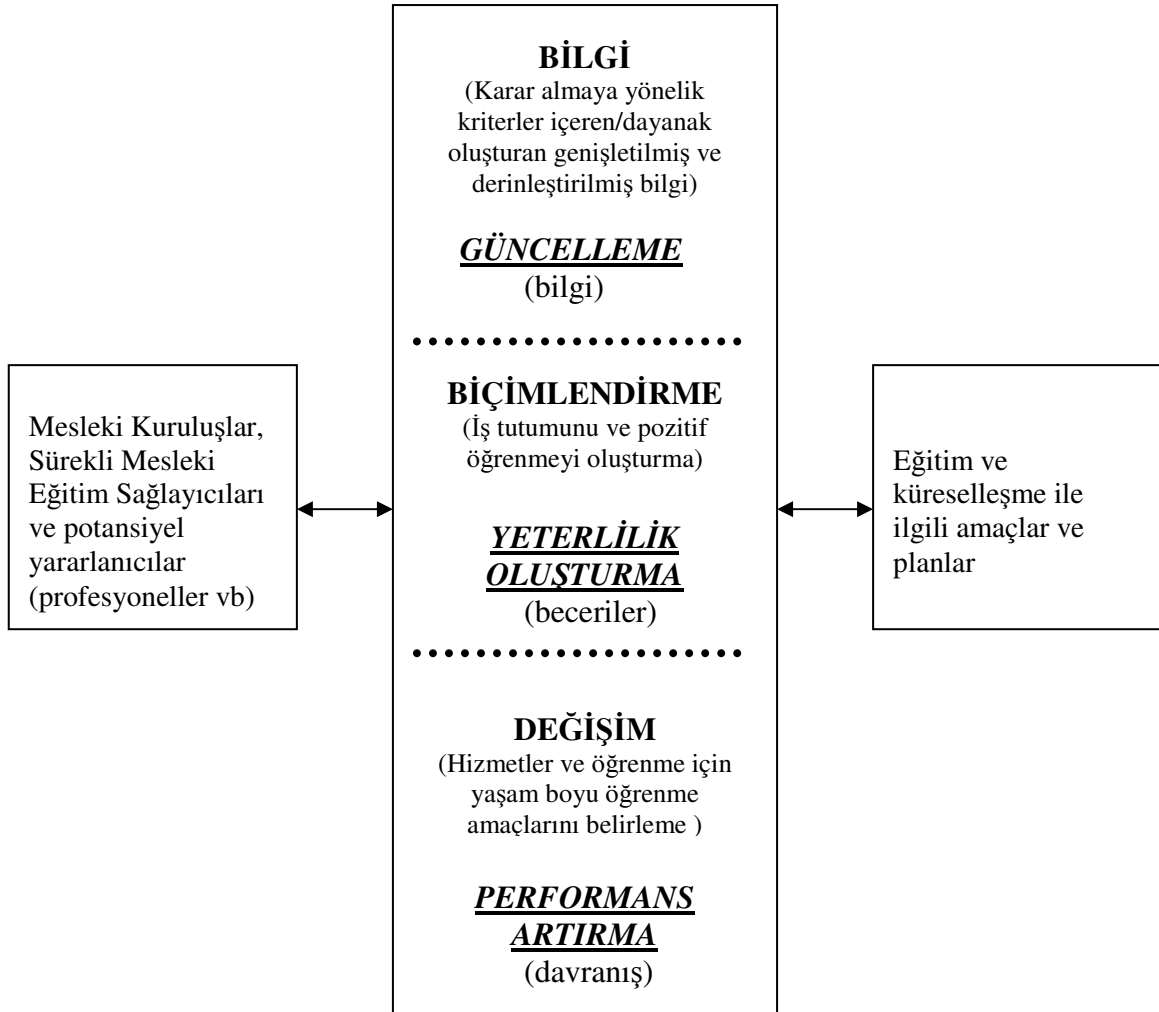 BİLGİ
(Karar almaya yönelik
kriterler içeren/dayanak
oluşturan genişletilmiş ve
derinleştirilmiş bilgi)
GÜNCELLEME
(bilgi)
Mesleki Kuruluşlar,
Sürekli Mesleki
Eğitim Sağlayıcıları
ve potansiyel
yararlanıcılar
(profesyoneller vb)
BİÇİMLENDİRME
(İş tutumunu ve pozitif
öğrenmeyi oluşturma)
YETERLİLİK
OLUŞTURMA
(beceriler)
Eğitim ve
küreselleşme ile
ilgili amaçlar ve
planlar
DEĞİŞİM
(Hizmetler ve öğrenme için
yaşam boyu öğrenme
amaçlarını belirleme )
PERFORMANS
ARTIRMA
(davranış)